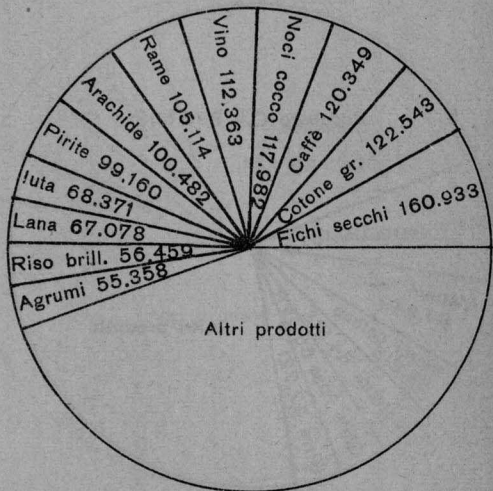 Fichi secchi 160.933
Cotone gr. 122.543
Caffè 120.349
Noci cocco 117.982
Vino 112.363
Rame 105.114
Arachide 100.482
Pirite 99.160
Iuta 68.371
Lana 67.078
Riso brill. 56.459
Agrumi 55.358
Altri prodotti